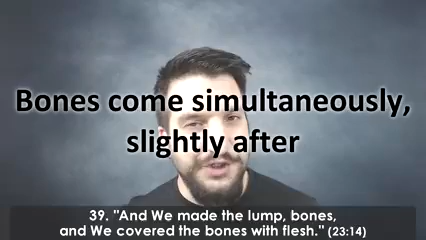 Bones come simultaneously,
slightly after
39. "And We made the lump, bones,
and We covered the bones with flesh." (23:14)